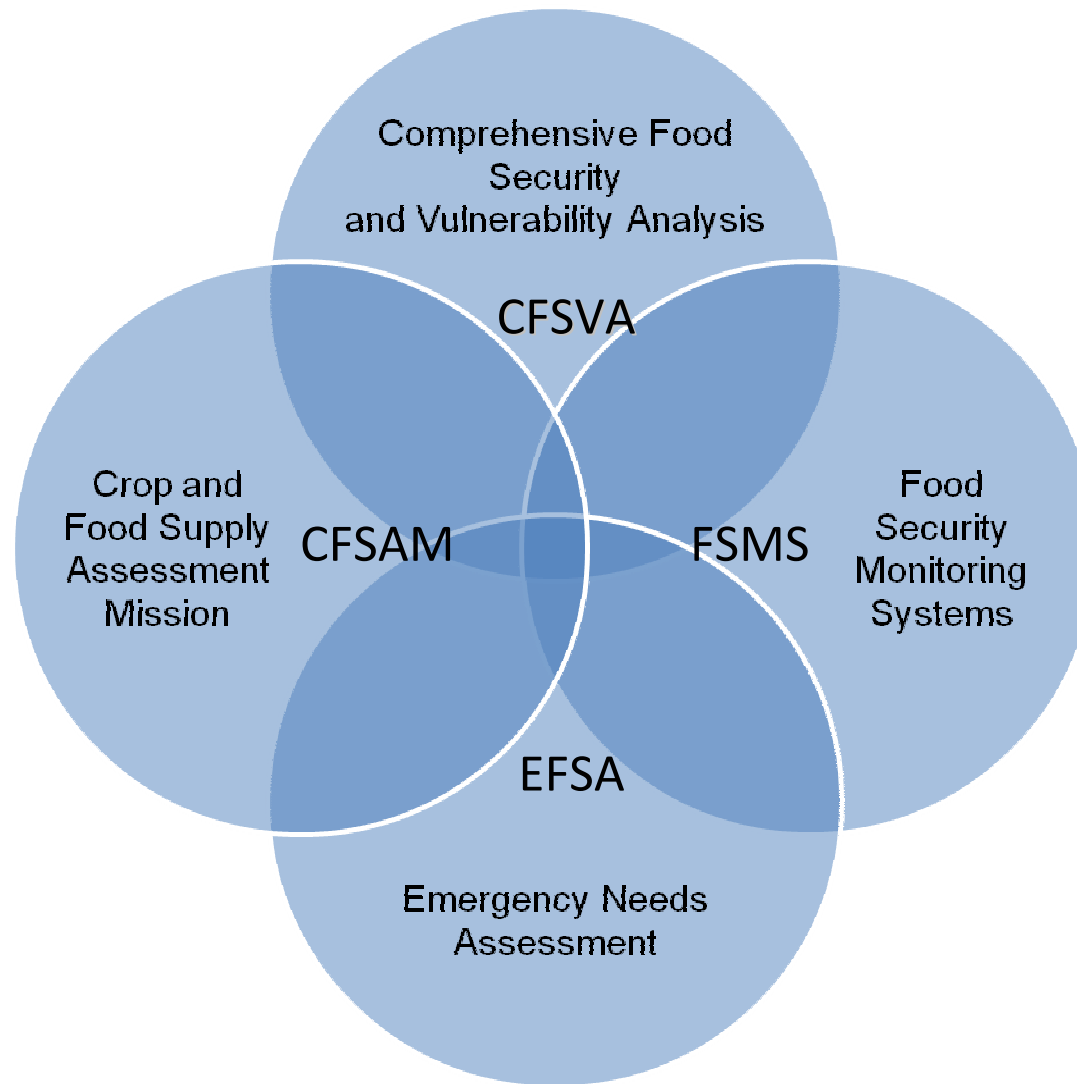 Comprehensive Food
Security
and Vulnerability Analysis
CFSVA
Crop and
Food Supply
Assessment
Mission
CFSAM
FSMS
Food
Security
Monitoring
Systems
EFSA
Emergency Needs
Assessment